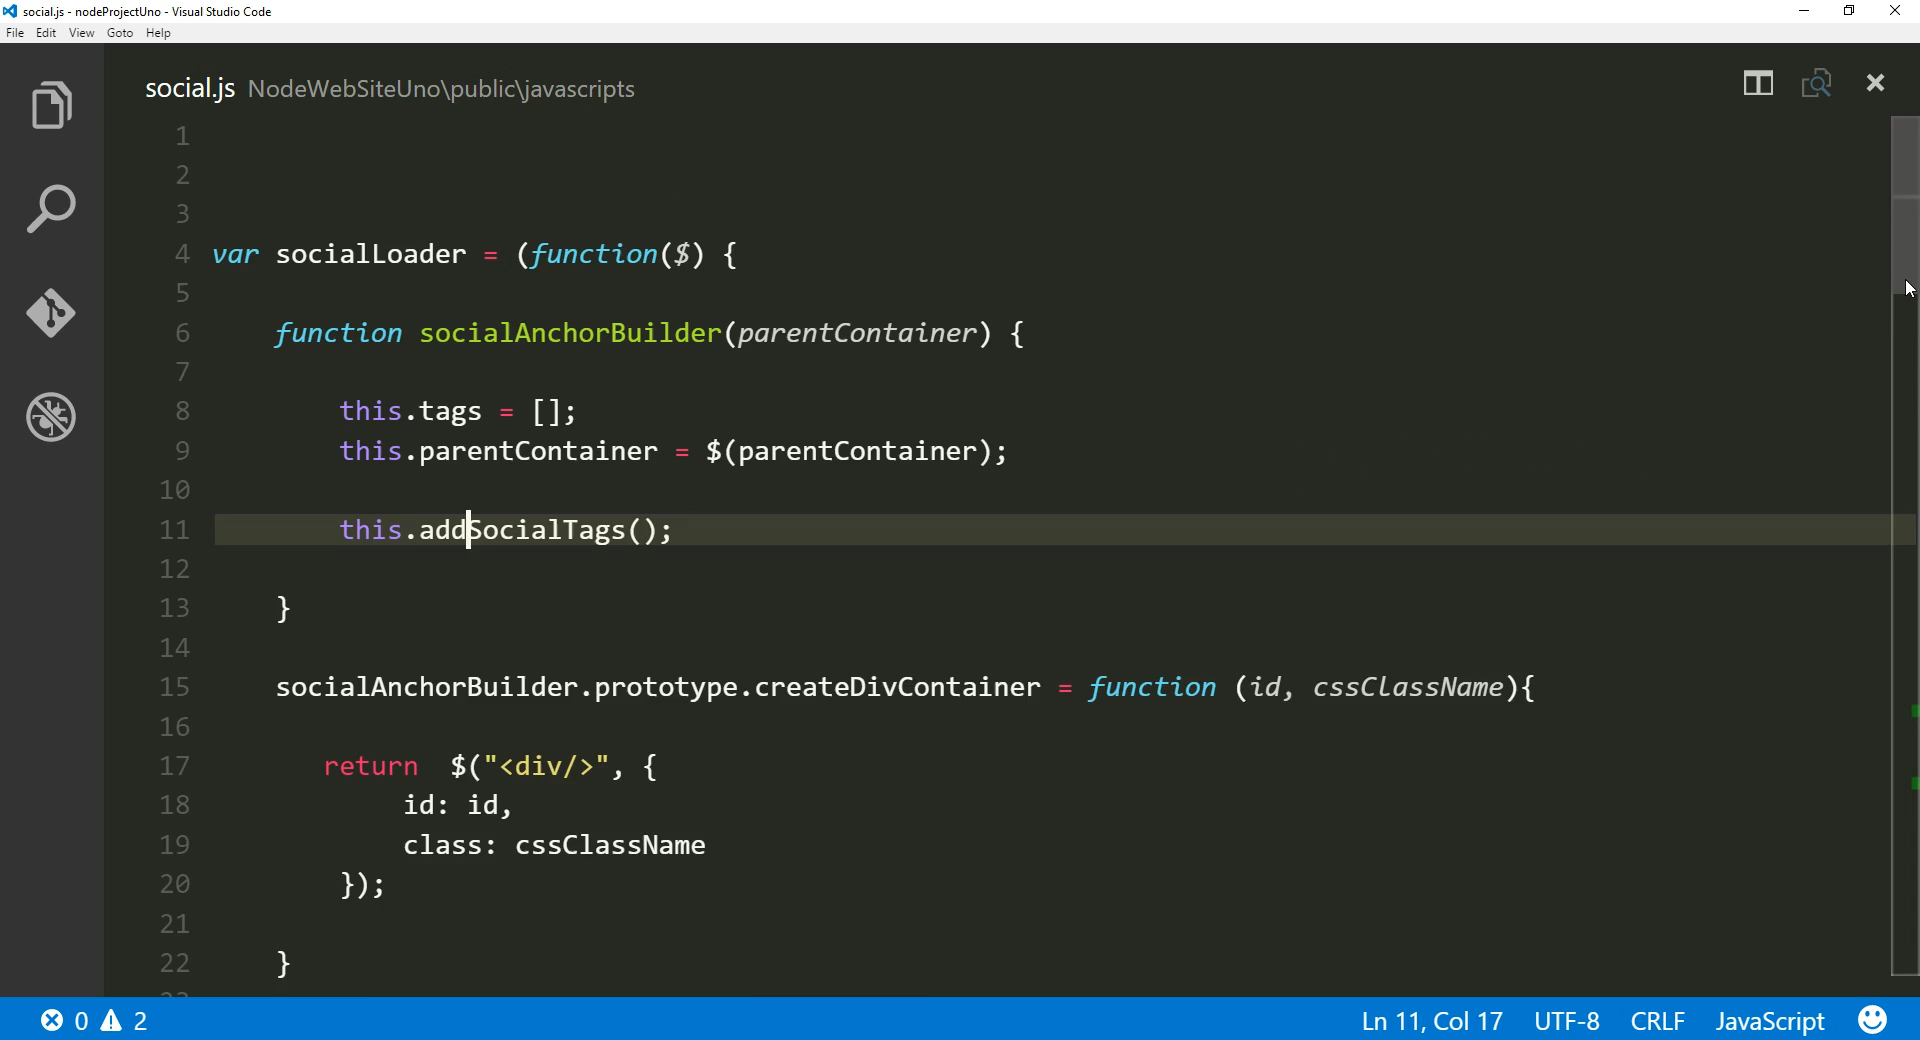 social.js - nodeProjectUno - Visual Studio Code
File Edit View Goto Help
social.js NodeWebSiteUno\public\javascripts
1
2
3
4 var socialLoader = (function($) {
5
6 function socialAnchorBuilder(parentContainer) {
7
8 this.tags = [];
9 this.parentContainer = $(parentContainer);
10
11 this.addSocialTags();
12
13 }
14
15 socialAnchorBuilder.prototype.createDivContainer = function (id, cssClassName){
16
17 return $("<div/>", {
18 id: id,
19 class: cssClassName
20 });
21
22 }
0 2 Ln 11, Col 17 UTF-8 CRLF JavaScript